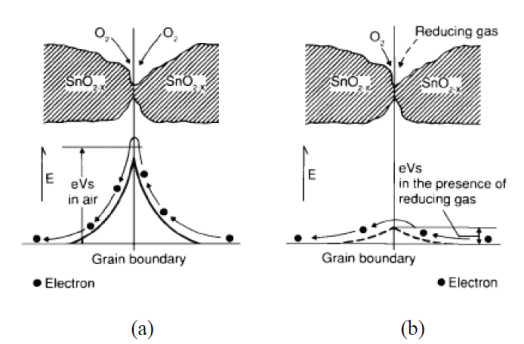 O2 O2
SnO2-x SnO2-x
E
eVs
in air
Grain boundary
● Electron
(a)
Reducing gas
O2
SnO2-x SnO2-x
E
eVs
in the presence of
reducing gas
Grain boundary
● Electron
(b)